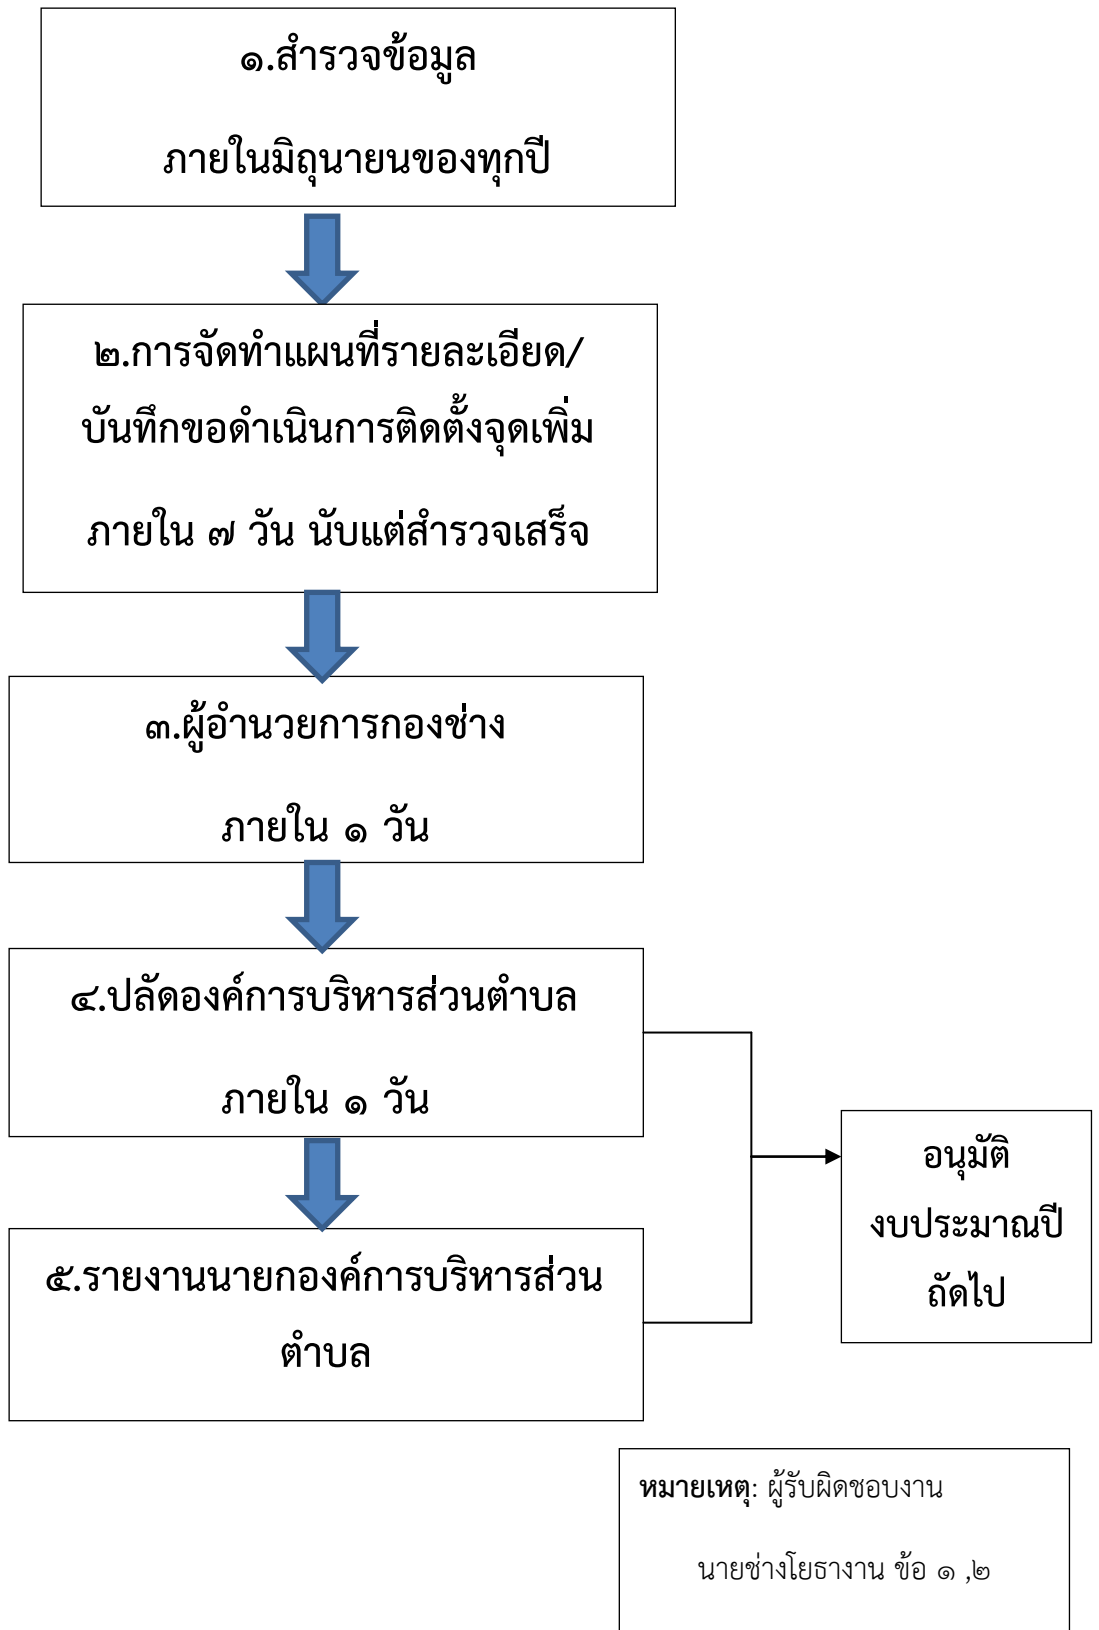 ๑.สำรวจข้อมูล
ภายในมิถุนายนของทุกปี
๒.การจัดทำแผนที่รายละเอียด/
บันทึกขอดำเนินการติดตั้งจุดเพิ่ม
ภายใน ๗ วัน นับแต่สำรวจเสร็จ
๓.ผู้อำนวยการกองช่าง
ภายใน ๑ วัน
๔.ปลัดองค์การบริหารส่วนตำบล
ภายใน ๑ วัน
๕.รายงานนายกองค์การบริหารส่วน
ตำบล
อนุมัติ
งบประมาณปี
ถัดไป
หมายเหตุ: ผู้รับผิดชอบงาน
นายช่างโยธางาน ข้อ ๑ ,๒